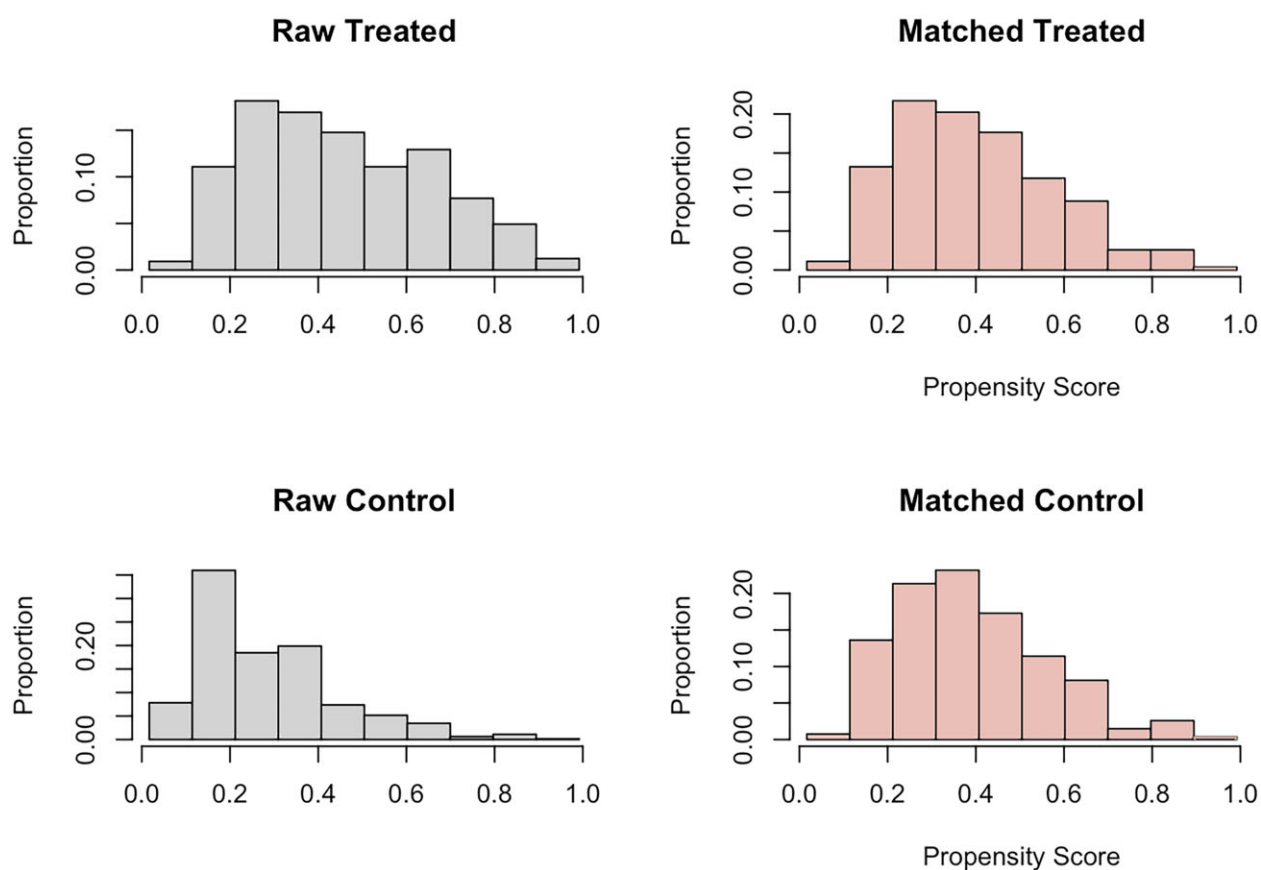 Raw Treated
Proportion
0.00 0.10
0.0 0.2 0.4 0.6 0.8 1.0
Matched Treated
Proportion
0.00 0.10 0.20
0.0 0.2 0.4 0.6 0.8 1.0
Propensity Score
Raw Control
Proportion
0.00 0.20
0.0 0.2 0.4 0.6 0.8 1.0
Matched Control
Proportion
0.00 0.10 0.20
0.0 0.2 0.4 0.6 0.8 1.0
Propensity Score